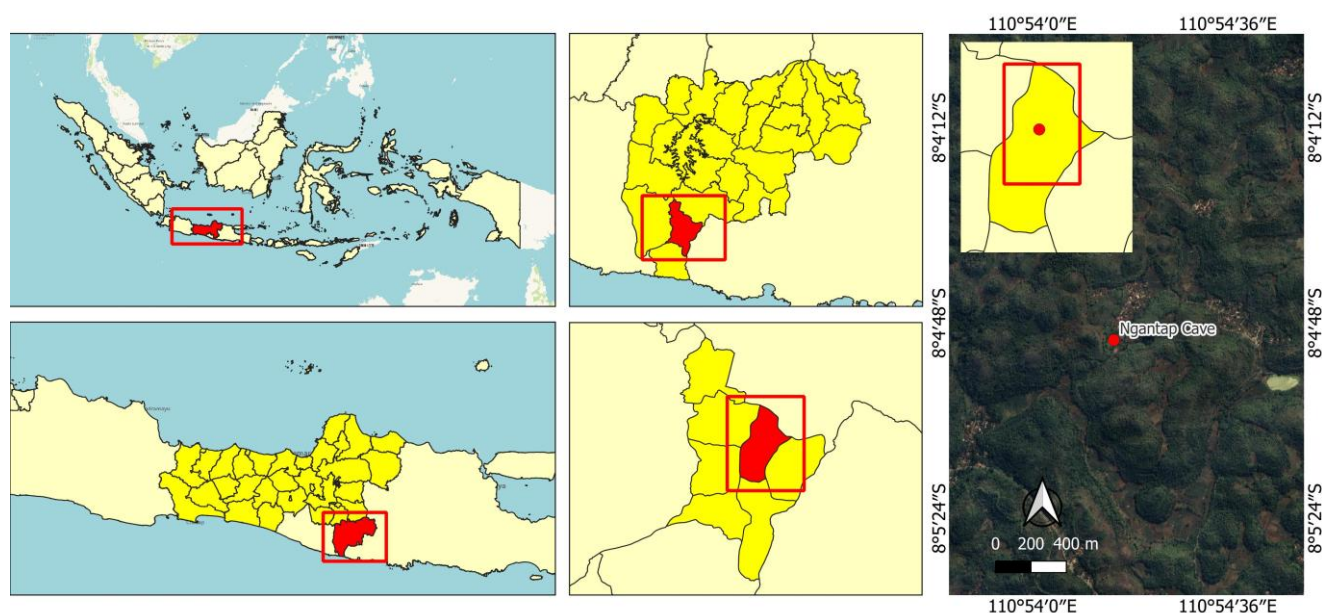 110°54′0″E 110°54′36″E
8°4′12″S
8°4′12″S
8°4′48″S
8°4′48″S
Ngantap Cave
8°5′24″S
8°5′24″S
0 200 400 m
110°54′0″E 110°54′36″E